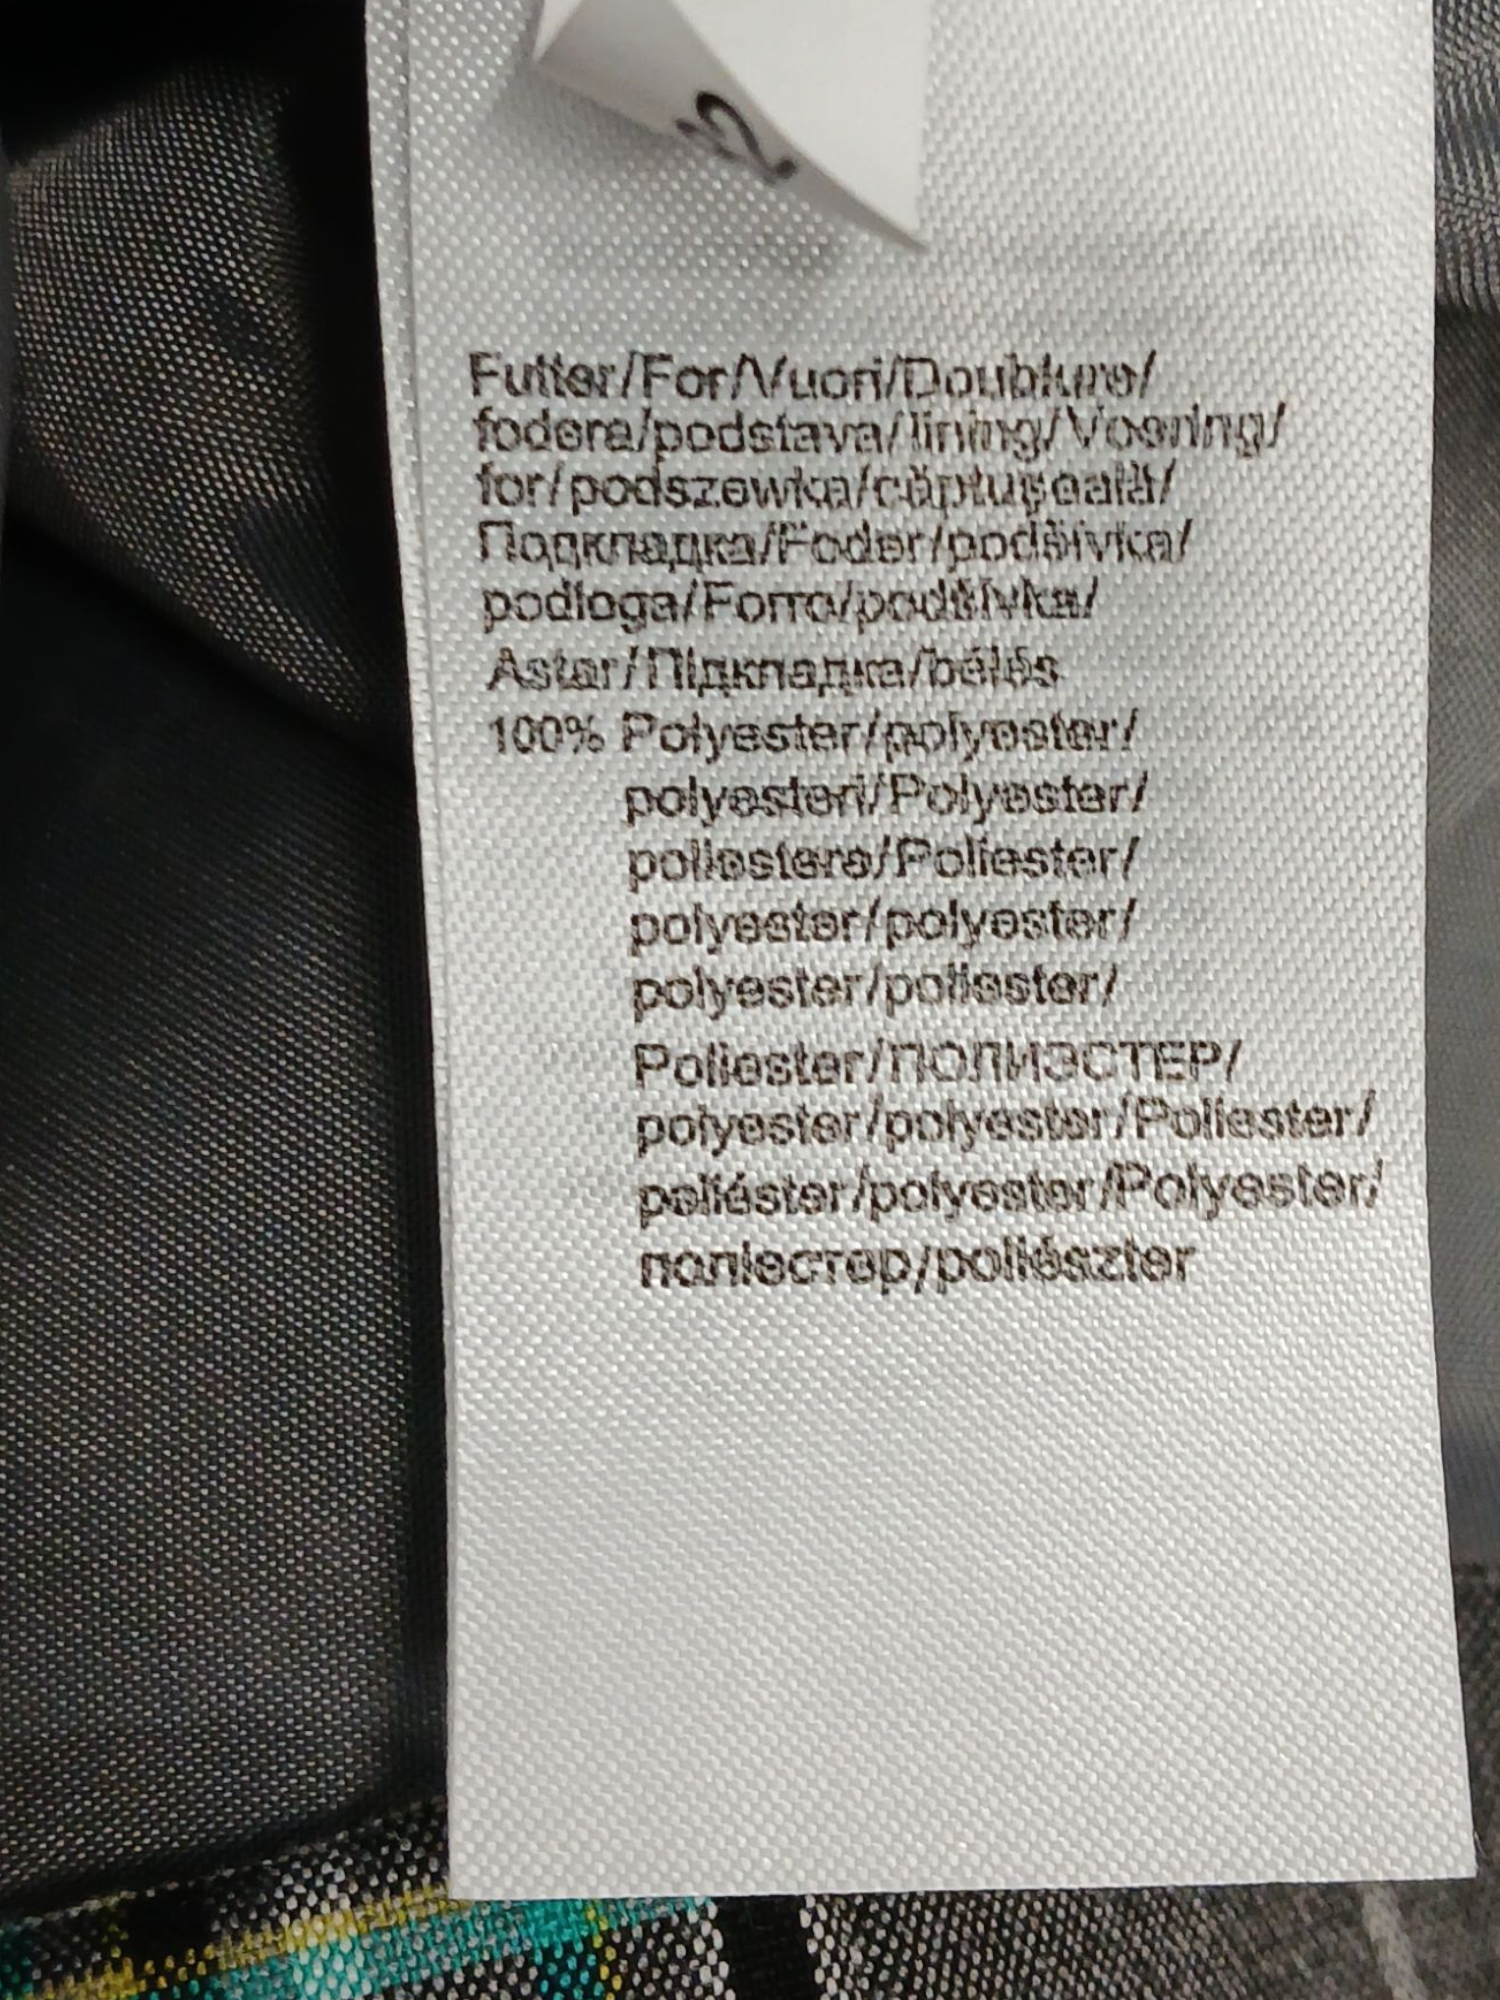 2
Futter/For/Vuori/Doublure/
fodera/podstava/lining/Voering/
for/podszewka/căptuşeală/
Подкладка/Foder/podšívka/
podloga/Forro/podšívka/
Astar/Підкладка/bélés
100% Polyester/polyester/
polyesteri/Polyester/
poliestere/Poliester/
polyester/polyester/
polyester/poliester/
Poliester/ПОЛИЭСТЕР/
polyester/polyester/Poliester/
poliéster/polyester/Polyester/
поліестер/poliészter